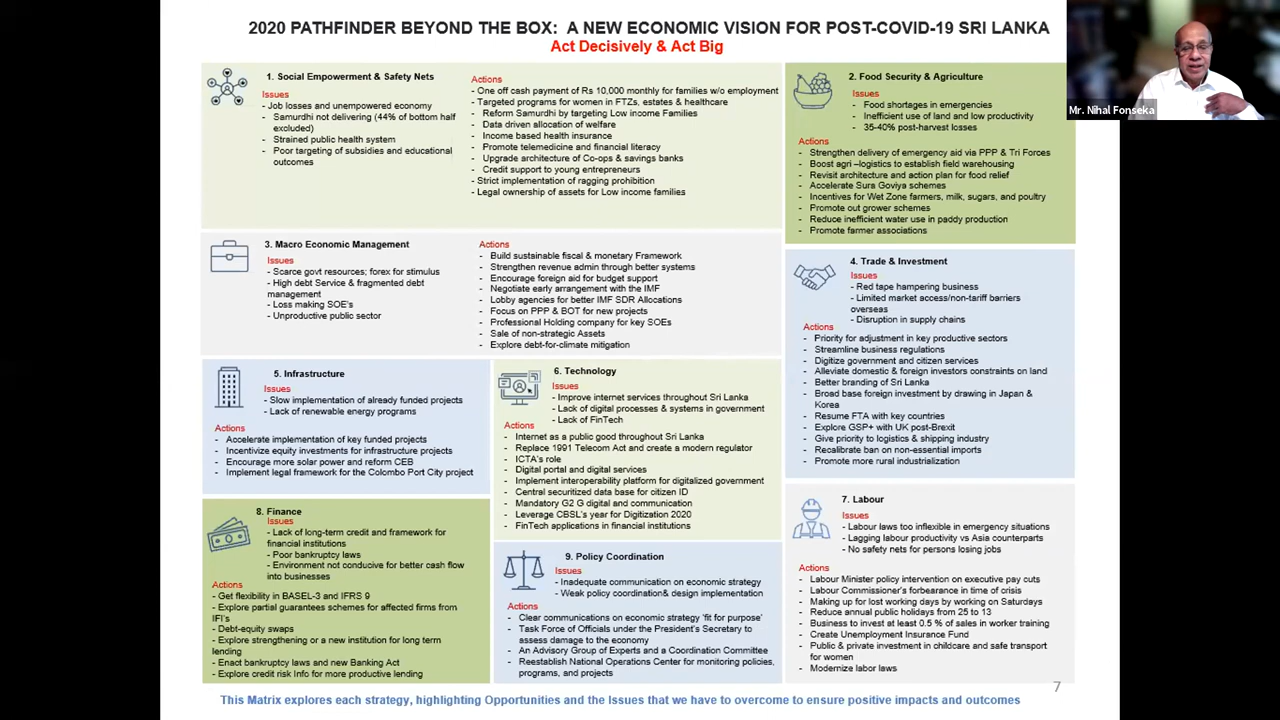 2020 PATHFINDER BEYOND THE BOX: A NEW ECONOMIC VISION FOR POST-COVID-19 SRI LANKA
Act Decisively & Act Big
Mr. Nihal Fonseka
1. Social Empowerment & Safety Nets
Issues
- Job losses and unempowered economy
- Samurdhi not delivering (44% of bottom half
excluded)
- Strained public health system
- Poor targeting of subsidies and educational
outcomes
Actions
- One off cash payment of Rs 10,000 monthly for families w/o employment
- Targeted programs for women in FTZs, estates & healthcare
- Reform Samurdhi by targeting Low income Families
- Data driven allocation of welfare
- Income based health insurance
- Promote telemedicine and financial literacy
- Upgrade architecture of Co-ops & savings banks
- Credit support to young entrepreneurs
- Strict implementation of ragging prohibition
- Legal ownership of assets for Low income families
2. Food Security & Agriculture
Issues
- Food shortages in emergencies
- Inefficient use of land and low productivity
- 35-40% post-harvest losses
Actions
- Strengthen delivery of emergency aid via PPP & Tri Forces
- Boost agri –logistics to establish field warehousing
- Revisit architecture and action plan for food relief
- Accelerate Sura Goviya schemes
- Incentives for Wet Zone farmers, milk, sugars, and poultry
- Promote out grower schemes
- Reduce inefficient water use in paddy production
- Promote farmer associations
3. Macro Economic Management
Issues
- Scarce govt resources; forex for stimulus
- High debt Service & fragmented debt
management
- Loss making SOE's
- Unproductive public sector
Actions
- Build sustainable fiscal & monetary Framework
- Strengthen revenue admin through better systems
- Encourage foreign aid for budget support
- Negotiate early arrangement with the IMF
- Lobby agencies for better IMF SDR Allocations
- Focus on PPP & BOT for new projects
- Professional Holding company for key SOEs
- Sale of non-strategic Assets
- Explore debt-for-climate mitigation
4. Trade & Investment
Issues
- Red tape hampering business
- Limited market access/non-tariff barriers
overseas
- Disruption in supply chains
Actions
- Priority for adjustment in key productive sectors
- Streamline business regulations
- Digitize government and citizen services
- Alleviate domestic & foreign investors constraints on land
- Better branding of Sri Lanka
- Broad base foreign investment by drawing in Japan &
Korea
- Resume FTA with key countries
- Explore GSP+ with UK post-Brexit
- Give priority to logistics & shipping industry
- Recalibrate ban on non-essential imports
- Promote more rural industrialization
5. Infrastructure
Issues
- Slow implementation of already funded projects
- Lack of renewable energy programs
Actions
- Accelerate implementation of key funded projects
- Incentivize equity investments for infrastructure projects
- Encourage more solar power and reform CEB
- Implement legal framework for the Colombo Port City project
6. Technology
Issues
- Improve internet services throughout Sri Lanka
- Lack of digital processes & systems in government
- Lack of FinTech
Actions
- Internet as a public good throughout Sri Lanka
- Replace 1991 Telecom Act and create a modern regulator
- ICTA's role
- Digital portal and digital services
- Implement interoperability platform for digitalized government
- Central securitized data base for citizen ID
- Mandatory G2 G digital and communication
- Leverage CBSL's year for Digitization 2020
- FinTech applications in financial institutions
7. Labour
Issues
- Labour laws too inflexible in emergency situations
- Lagging labour productivity vs Asia counterparts
- No safety nets for persons losing jobs
Actions
- Labour Minister policy intervention on executive pay cuts
- Labour Commissioner's forbearance in time of crisis
- Making up for lost working days by working on Saturdays
- Reduce annual public holidays from 25 to 13
- Business to invest at least 0.5 % of sales in worker training
- Create Unemployment Insurance Fund
- Public & private investment in childcare and safe transport
for women
- Modernize labor laws
8. Finance
Issues
- Lack of long-term credit and framework for
financial institutions
- Poor bankruptcy laws
- Environment not conducive for better cash flow
into businesses
Actions
- Get flexibility in BASEL-3 and IFRS 9
- Explore partial guarantees schemes for affected firms from
IFI's
- Debt-equity swaps
- Explore strengthening or a new institution for long term
lending
- Enact bankruptcy laws and new Banking Act
- Explore credit risk Info for more productive lending
9. Policy Coordination
Issues
- Inadequate communication on economic strategy
- Weak policy coordination& design implementation
Actions
- Clear communications on economic strategy 'fit for purpose'
- Task Force of Officials under the President's Secretary to
assess damage to the economy
- An Advisory Group of Experts and a Coordination Committee
- Reestablish National Operations Center for monitoring policies,
programs, and projects
7
This Matrix explores each strategy, highlighting Opportunities and the Issues that we have to overcome to ensure positive impacts and outcomes